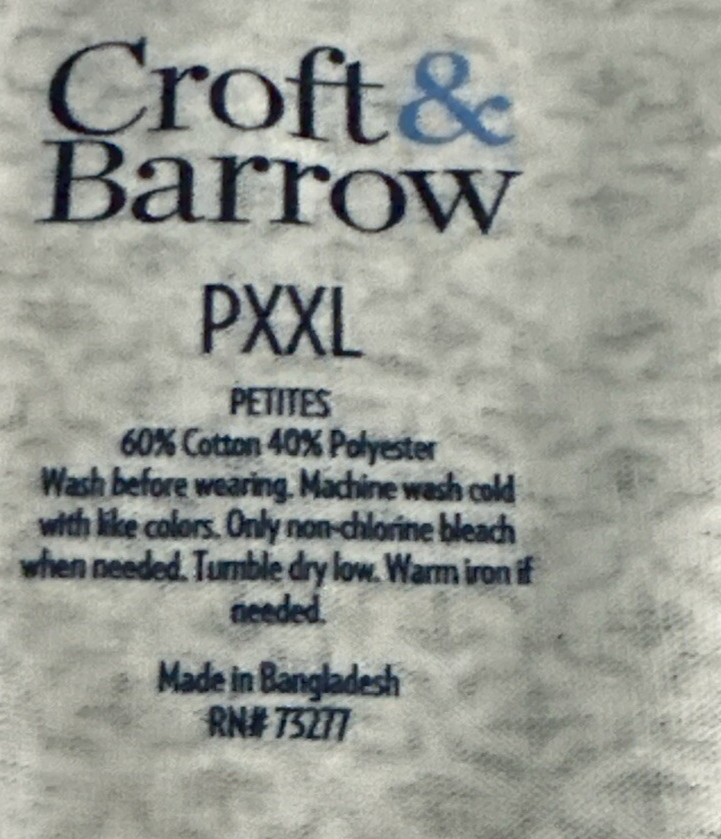 Croft &
Barrow
PXXL
PETITES
60% Cotton 40% Polyester
Wash before wearing. Machine wash cold
with like colors. Only non-chlorine bleach
when needed. Tumble dry low. Warm iron if
needed.
Made in Bangladesh
RN# 73277